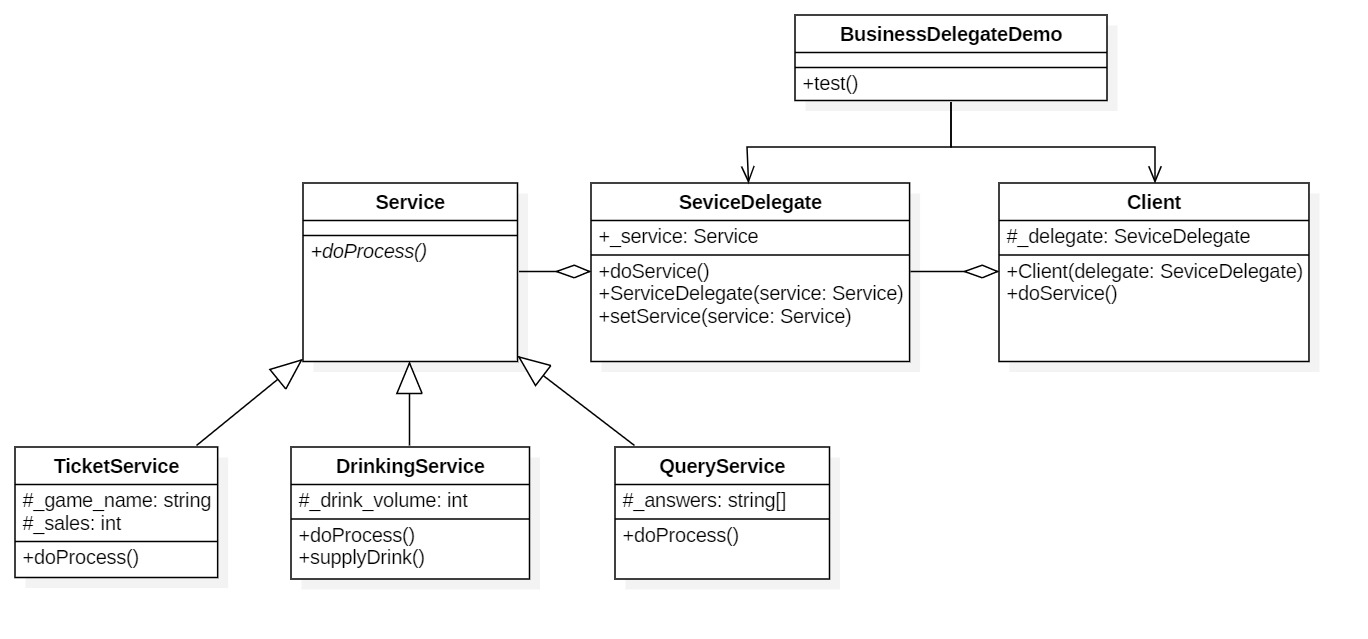 BusinessDelegateDemo
+test()
Service
+doProcess()
SeviceDelegate
+_service: Service
+doService()
+ServiceDelegate(service: Service)
+setService(service: Service)
Client
#_delegate: SeviceDelegate
+Client(delegate: SeviceDelegate)
+doService()
TicketService
#_game_name: string
#_sales: int
+doProcess()
DrinkingService
#_drink_volume: int
+doProcess()
+supplyDrink()
QueryService
#_answers: string[]
+doProcess()